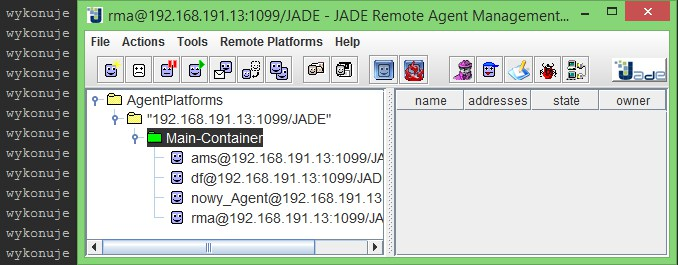 wykonuje
wykonuje
wykonuje
wykonuje
wykonuje
wykonuje
wykonuje
wykonuje
wykonuje
wykonuje
wykonuje
rma@192.168.191.13:1099/JADE - JADE Remote Agent Management...
File Actions Tools Remote Platforms Help
Jade
AgentPlatforms
"192.168.191.13:1099/JADE"
Main-Container
ams@192.168.191.13:1099/JA
df@192.168.191.13:1099/JADE
nowy_Agent@192.168.191.13
rma@192.168.191.13:1099/JA
name addresses state owner